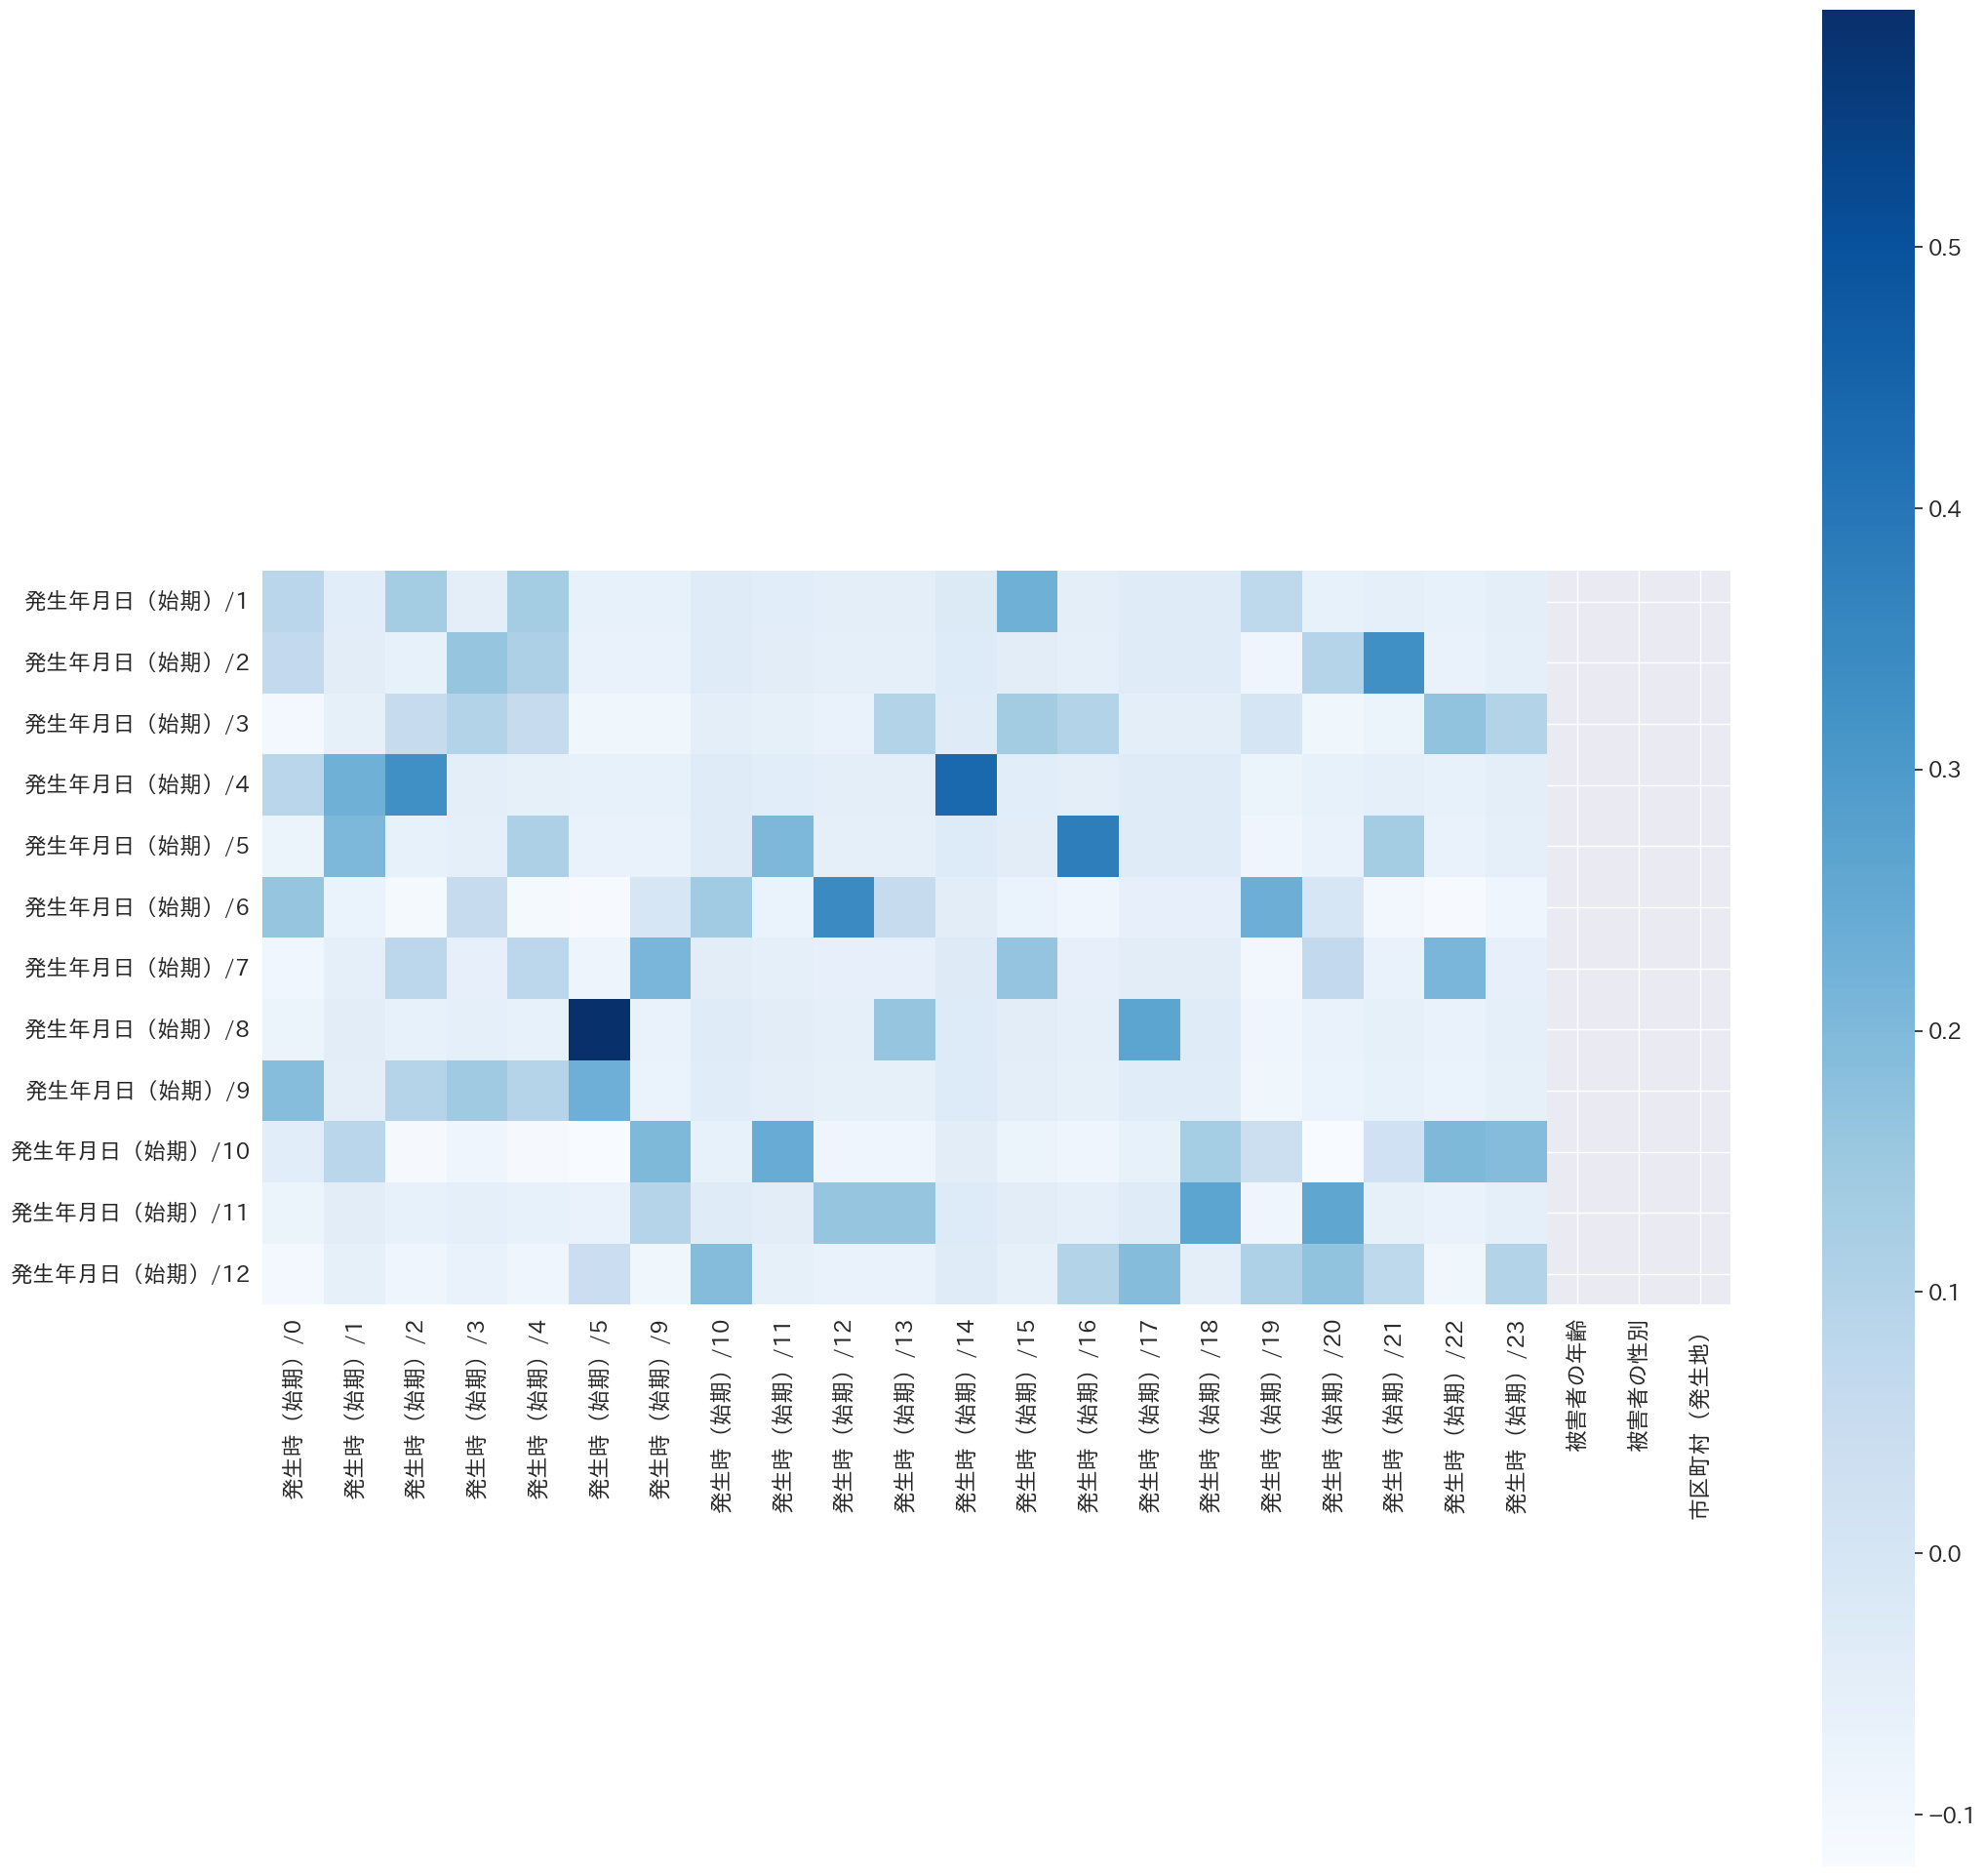 発生年月日（始期）/1
発生年月日（始期）/2
発生年月日（始期）/3
発生年月日（始期）/4
発生年月日（始期）/5
発生年月日（始期）/6
発生年月日（始期）/7
発生年月日（始期）/8
発生年月日（始期）/9
発生年月日（始期）/10
発生年月日（始期）/11
発生年月日（始期）/12
発生時（始期）/0
発生時（始期）/1
発生時（始期）/2
発生時（始期）/3
発生時（始期）/4
発生時（始期）/5
発生時（始期）/9
発生時（始期）/10
発生時（始期）/11
発生時（始期）/12
発生時（始期）/13
発生時（始期）/14
発生時（始期）/15
発生時（始期）/16
発生時（始期）/17
発生時（始期）/18
発生時（始期）/19
発生時（始期）/20
発生時（始期）/21
発生時（始期）/22
発生時（始期）/23
被害者の年齢
被害者の性別
市区町村（発生地）
0.5
0.4
0.3
0.2
0.1
0.0
−0.1